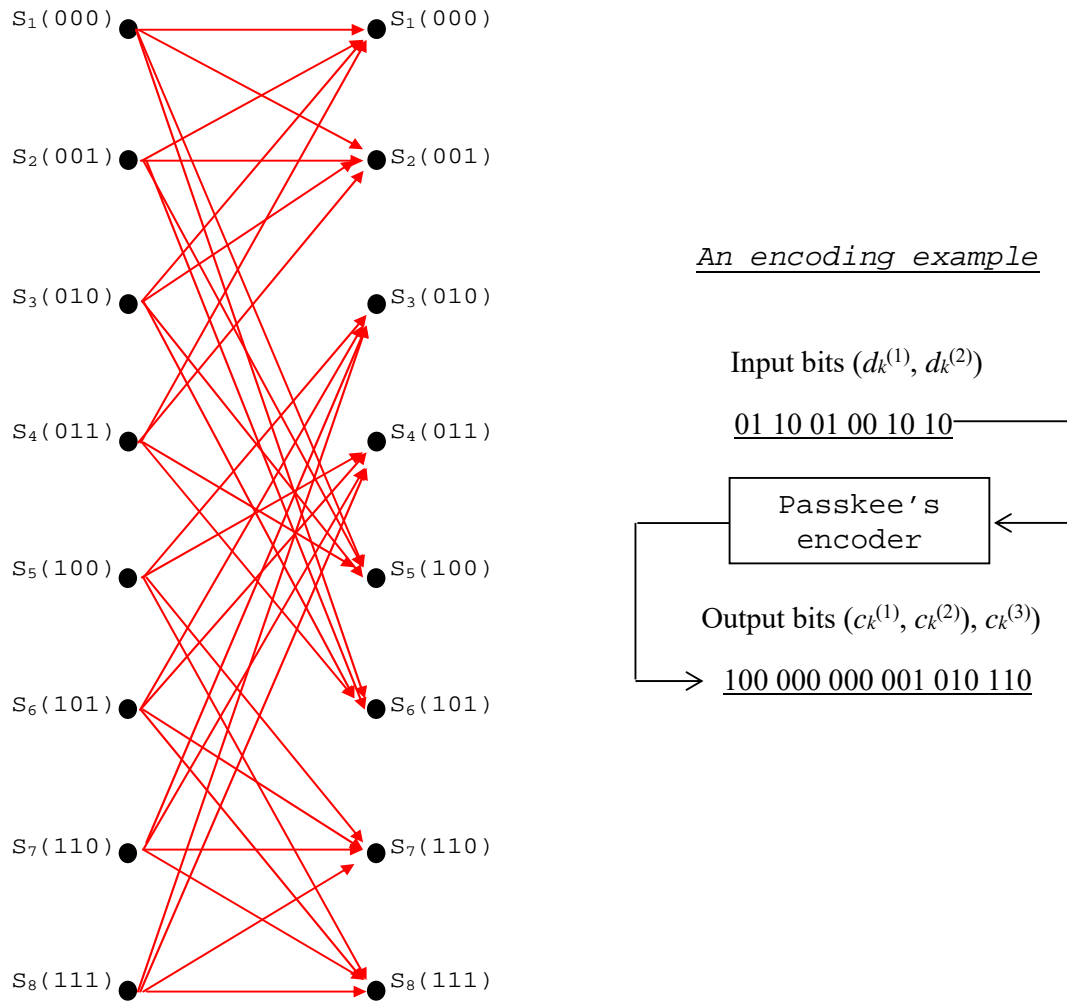 S₁(000) S₁(000)
S₂(001) S₂(001)
S₃(010) S₃(010)
S₄(011) S₄(011)
S₅(100) S₅(100)
S₆(101) S₆(101)
S₇(110) S₇(110)
S₈(111) S₈(111)
An encoding example
Input bits (dₖ⁽¹⁾, dₖ⁽²⁾)
01 10 01 00 10 10
Passkee's
encoder
Output bits (cₖ⁽¹⁾, cₖ⁽²⁾), cₖ⁽³⁾)
100 000 000 001 010 110